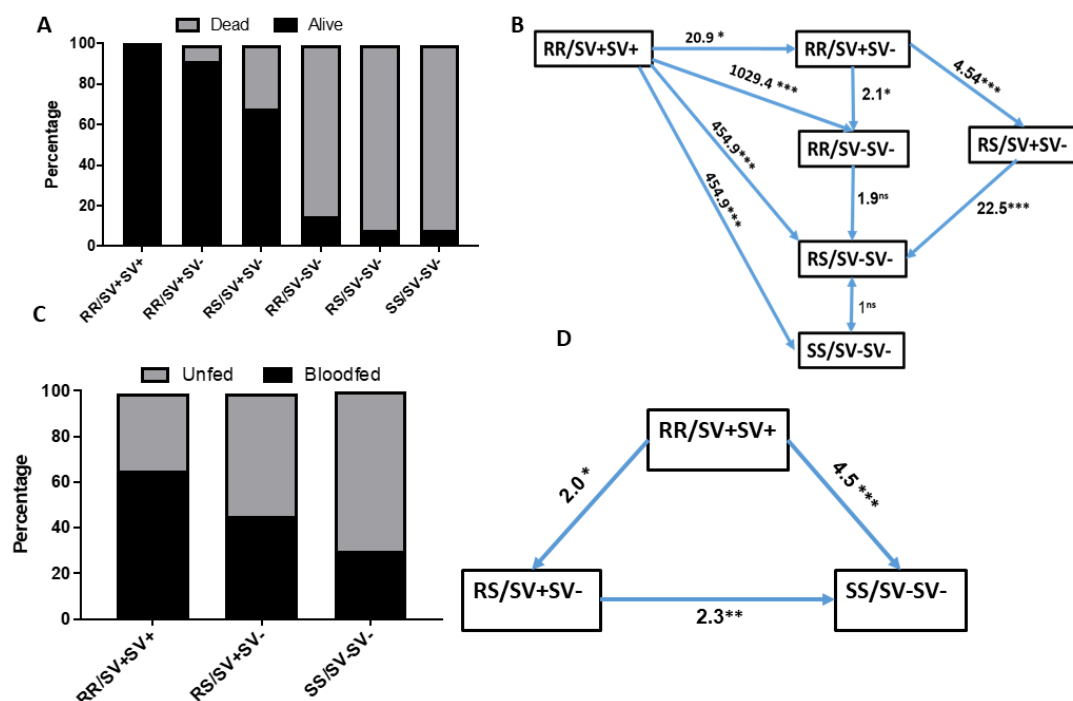 A
Dead Alive
Percentage
100
80
60
40
20
0
RR/SV+SV+
RR/SV+SV-
RS/SV+SV-
RR/SV-SV-
RS/SV-SV-
SS/SV-SV-
B
RR/SV+SV+
20.9 *
RR/SV+SV-
1029.4 ***
2.1*
4.54***
RR/SV-SV-
RS/SV+SV-
454.9***
454.9***
1.9ns
22.5***
RS/SV-SV-
1ns
SS/SV-SV-
C
Unfed Bloodfed
Percentage
100
80
60
40
20
0
RR/SV+SV+
RS/SV+SV-
SS/SV-SV-
D
RR/SV+SV+
2.0 *
4.5 ***
RS/SV+SV-
SS/SV-SV-
2.3**